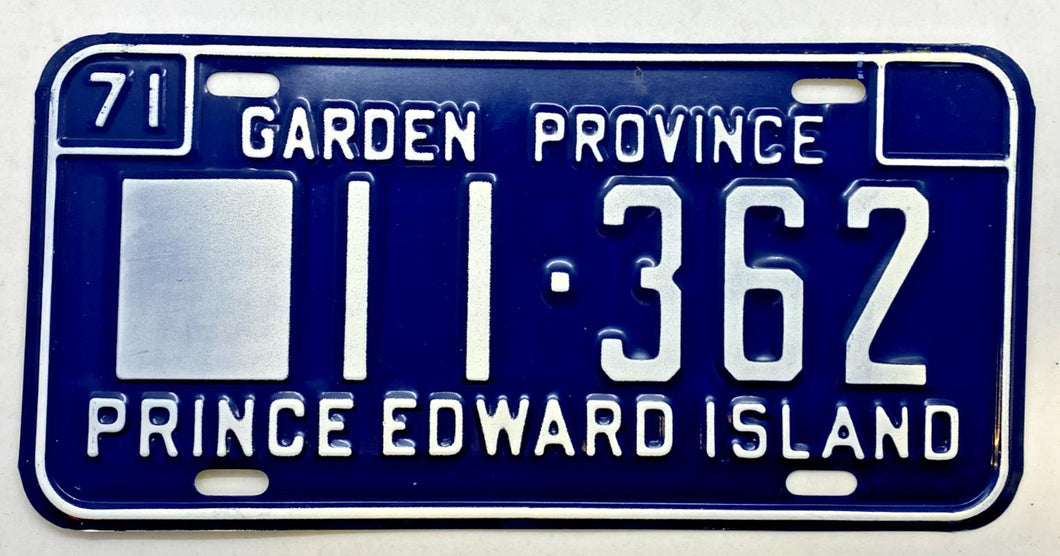 71
GARDEN PROVINCE
11·362
PRINCE EDWARD ISLAND